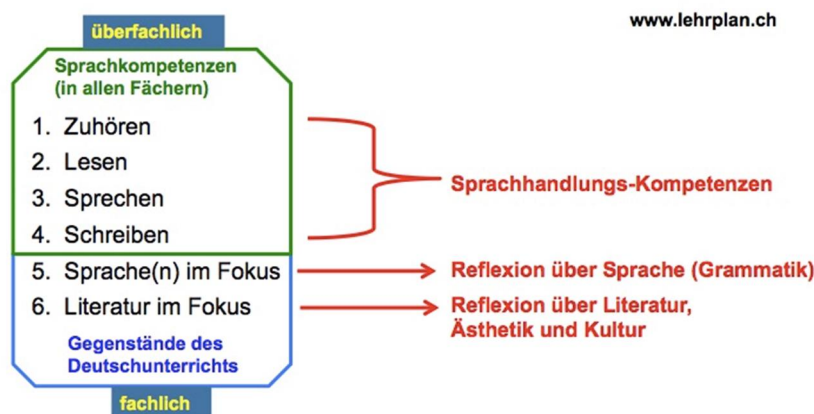 www.lehrplan.ch
überfachlich
Sprachkompetenzen
(in allen Fächern)
1. Zuhören
2. Lesen
3. Sprechen
4. Schreiben
Sprachhandlungs-Kompetenzen
5. Sprache(n) im Fokus
Reflexion über Sprache (Grammatik)
6. Literatur im Fokus
Reflexion über Literatur,
Ästhetik und Kultur
Gegenstände des
Deutschunterrichts
fachlich